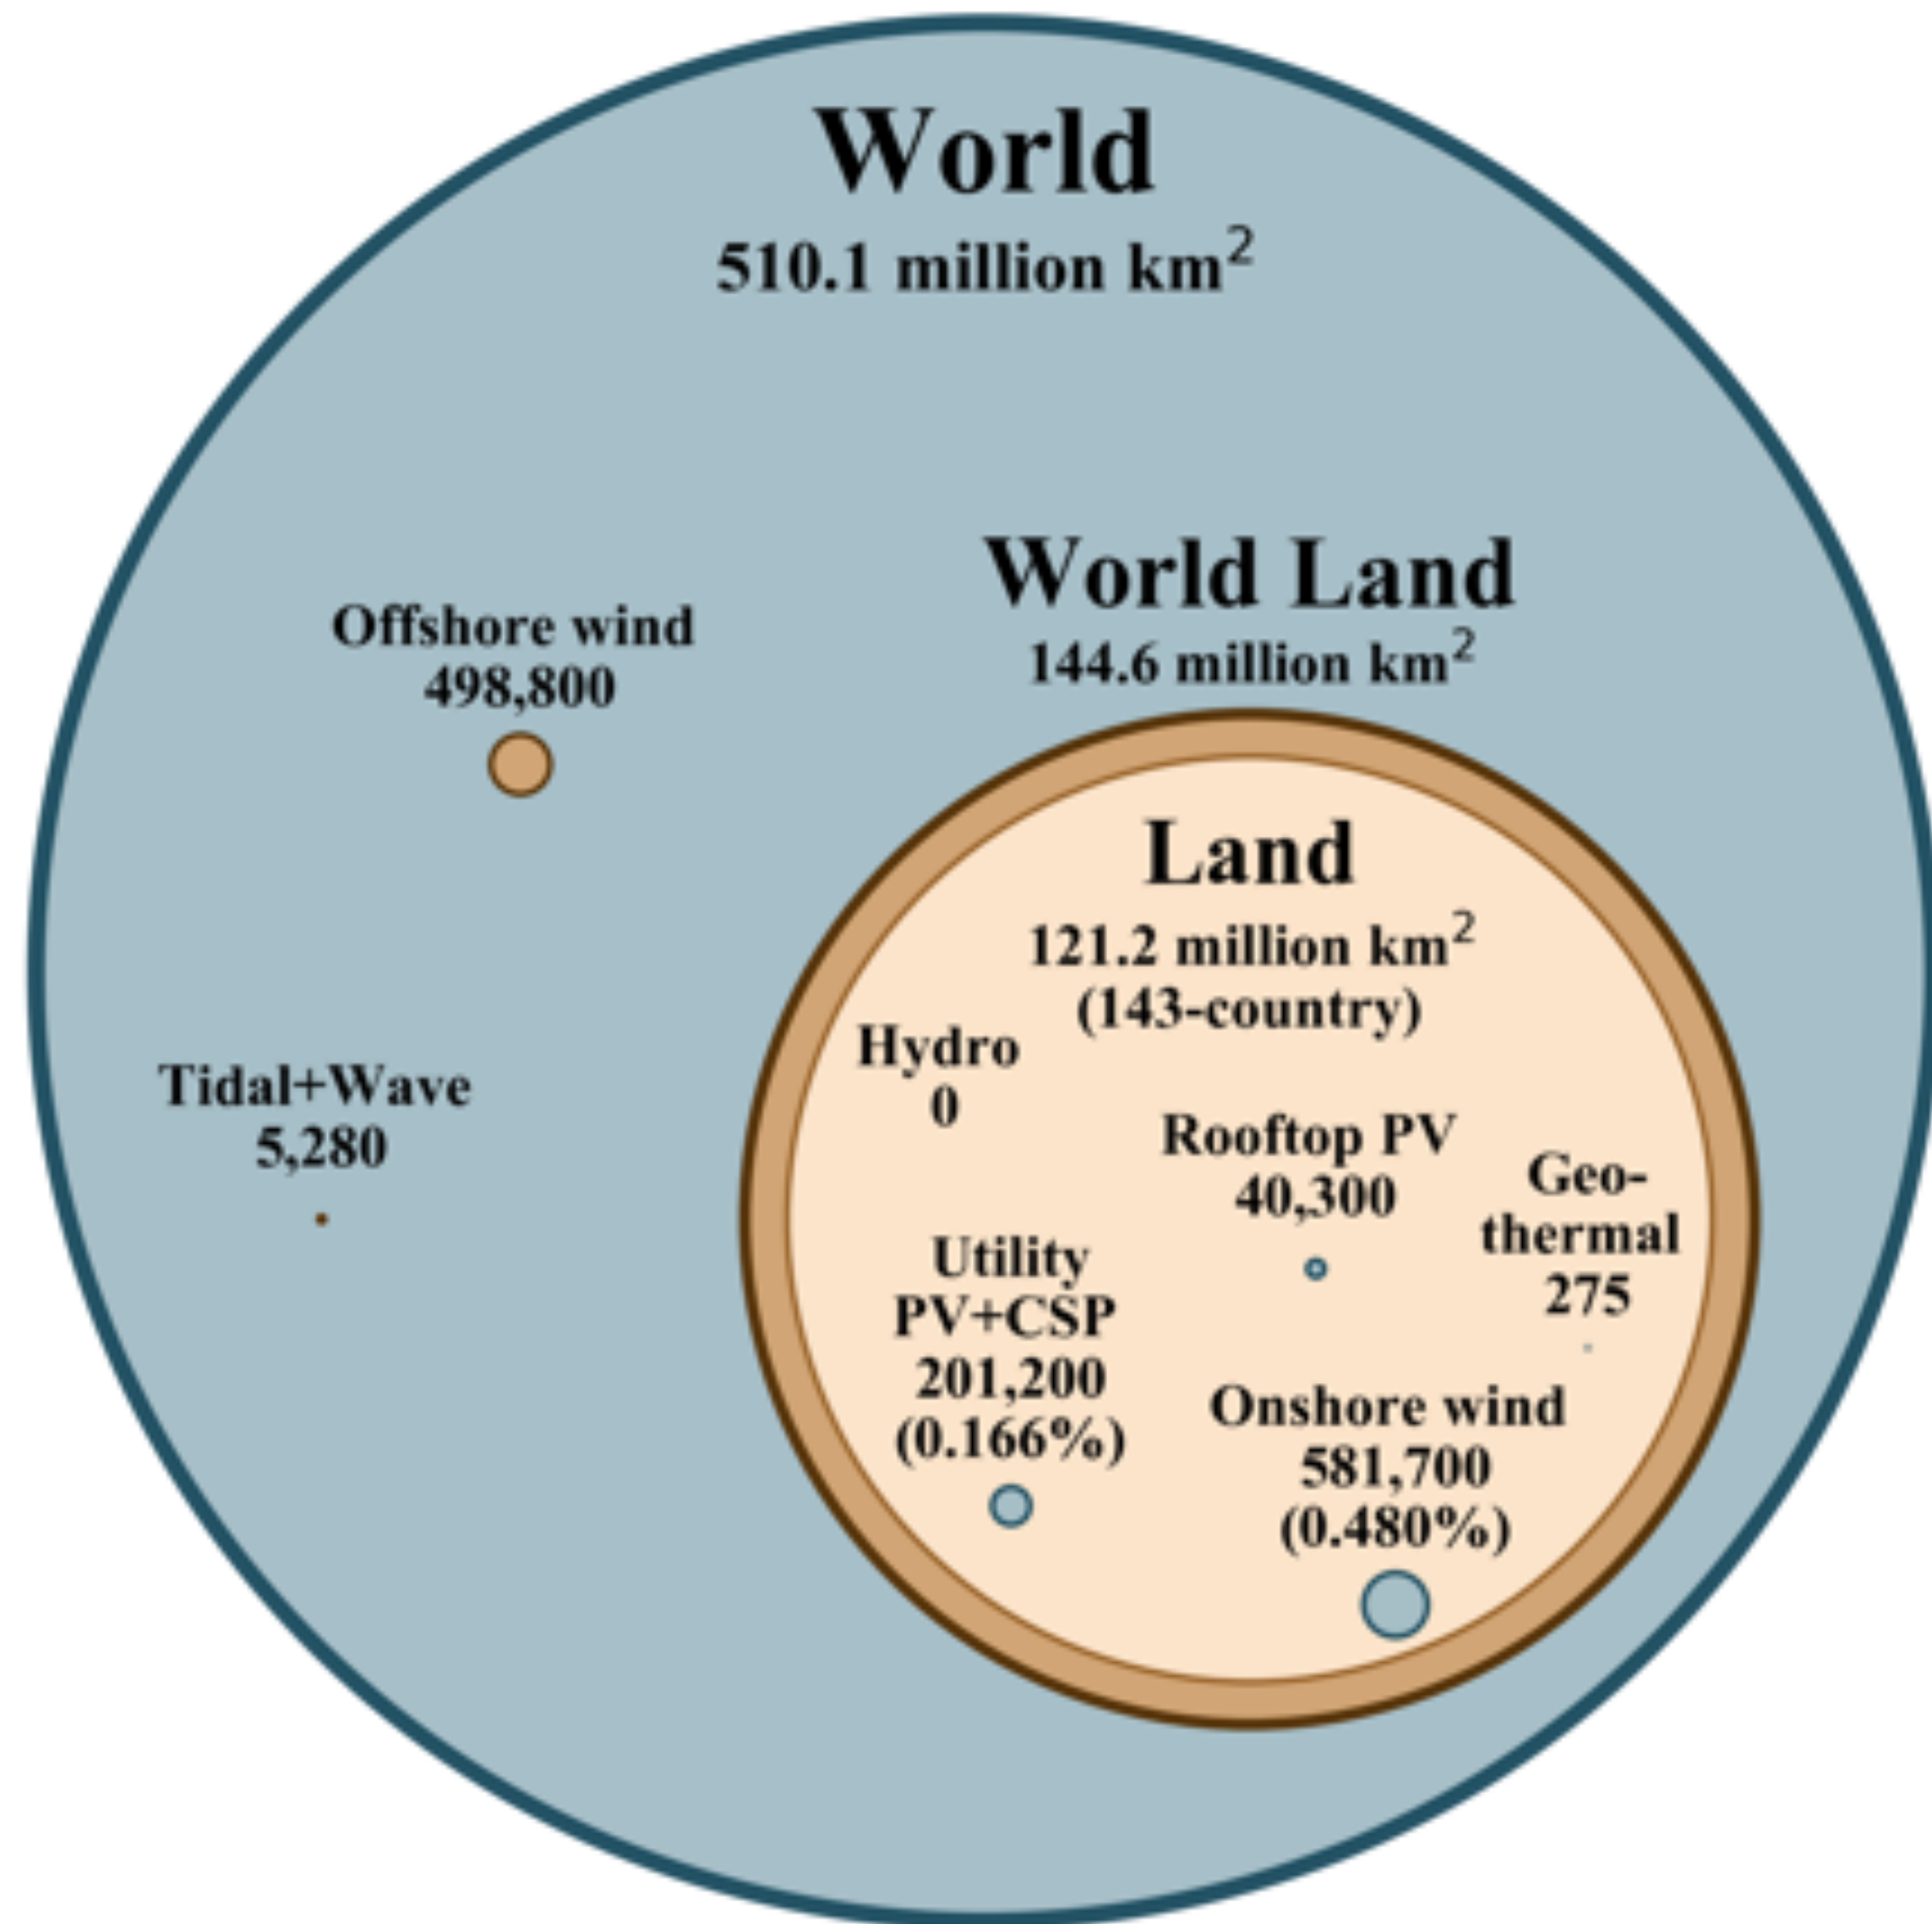 World
510.1 million km²
World Land
144.6 million km²
Offshore wind
498,800
Land
121.2 million km²
(143-country)
Hydro
0
Tidal+Wave
5,280
Rooftop PV
40,300
Geo-
thermal
275
Utility
PV+CSP
201,200
(0.166%)
Onshore wind
581,700
(0.480%)